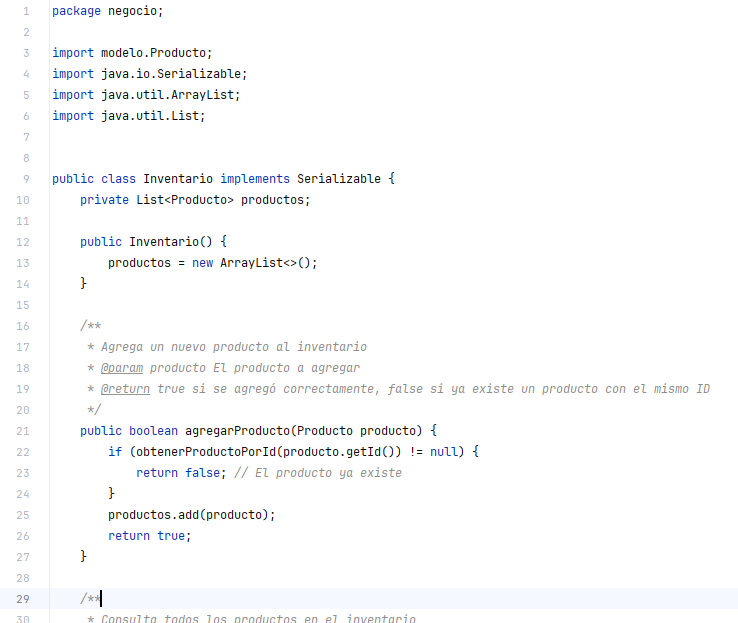 1 package negocio;
2
3 import modelo.Producto;
4 import java.io.Serializable;
5 import java.util.ArrayList;
6 import java.util.List;
7
8
9 public class Inventario implements Serializable {
10     private List<Producto> productos;
11
12     public Inventario() {
13         productos = new ArrayList<>();
14     }
15
16     /**
17      * Agrega un nuevo producto al inventario
18      * @param producto El producto a agregar
19      * @return true si se agregó correctamente, false si ya existe un producto con el mismo ID
20      */
21     public boolean agregarProducto(Producto producto) {
22         if (obtenerProductoPorId(producto.getId()) != null) {
23             return false; // El producto ya existe
24         }
25         productos.add(producto);
26         return true;
27     }
28
29     /**
30      * Consulta todos los productos en el inventario